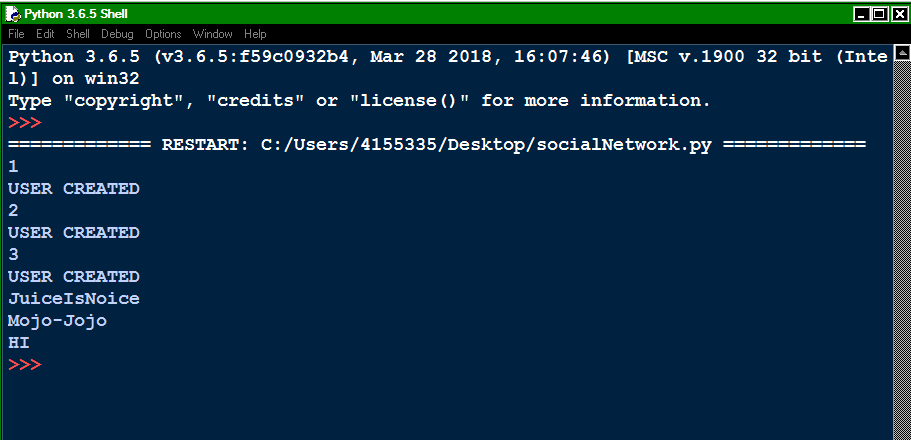 Python 3.6.5 Shell
File Edit Shell Debug Options Window Help
Python 3.6.5 (v3.6.5:f59c0932b4, Mar 28 2018, 16:07:46) [MSC v.1900 32 bit (Inte
l)] on win32
Type "copyright", "credits" or "license()" for more information.
>>>
============= RESTART: C:/Users/4155335/Desktop/socialNetwork.py =============
1
USER CREATED
2
USER CREATED
3
USER CREATED
JuiceIsNoice
Mojo-Jojo
HI
>>>